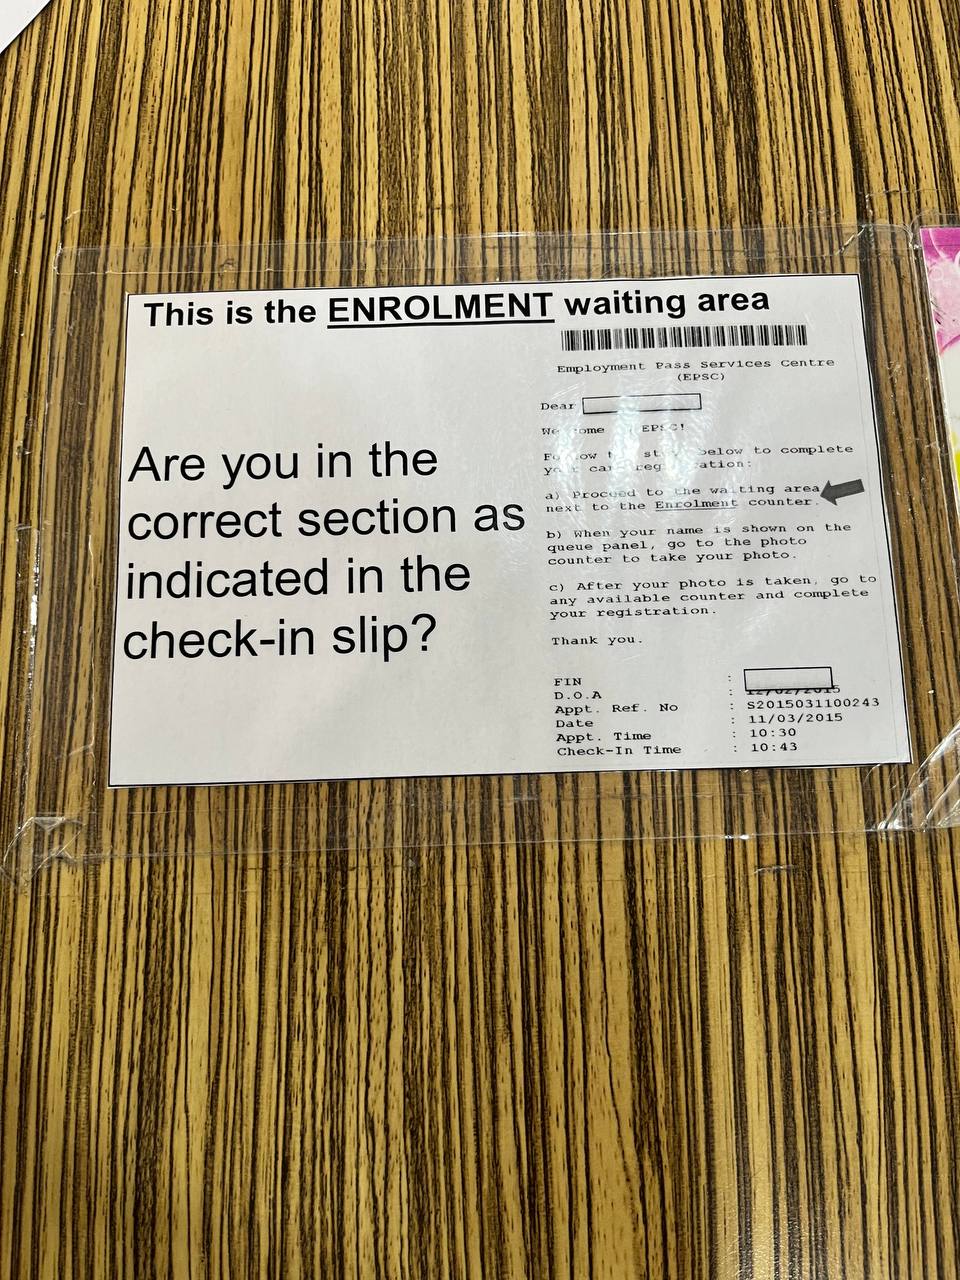 This is the ENROLMENT waiting area
Are you in the
correct section as
indicated in the
check-in slip?
Employment Pass Services Centre
(EPSC)
Dear
EPSC!
below to complete
a) Proceed to the waiting area
next to the Enrolment counter.
b) When your name is shown on the
queue panel, go to the photo
counter to take your photo.
c) After your photo is taken, go to
any available counter and complete
your registration.
Thank you.
FIN :
D.O.A : 12/02/2015
Appt. Ref. No : S2015031100243
Date : 11/03/2015
Appt. Time : 10:30
Check-In Time : 10:43